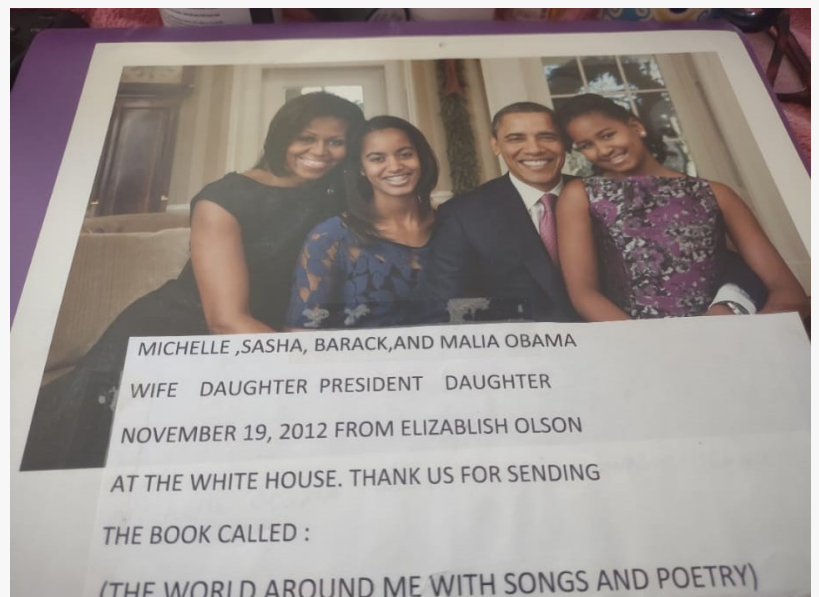 MICHELLE ,SASHA, BARACK,AND MALIA OBAMA
WIFE DAUGHTER PRESIDENT DAUGHTER
NOVEMBER 19, 2012 FROM ELIZABLISH OLSON
AT THE WHITE HOUSE. THANK US FOR SENDING
THE BOOK CALLED :
(THE WORLD AROUND ME WITH SONGS AND POETRY)